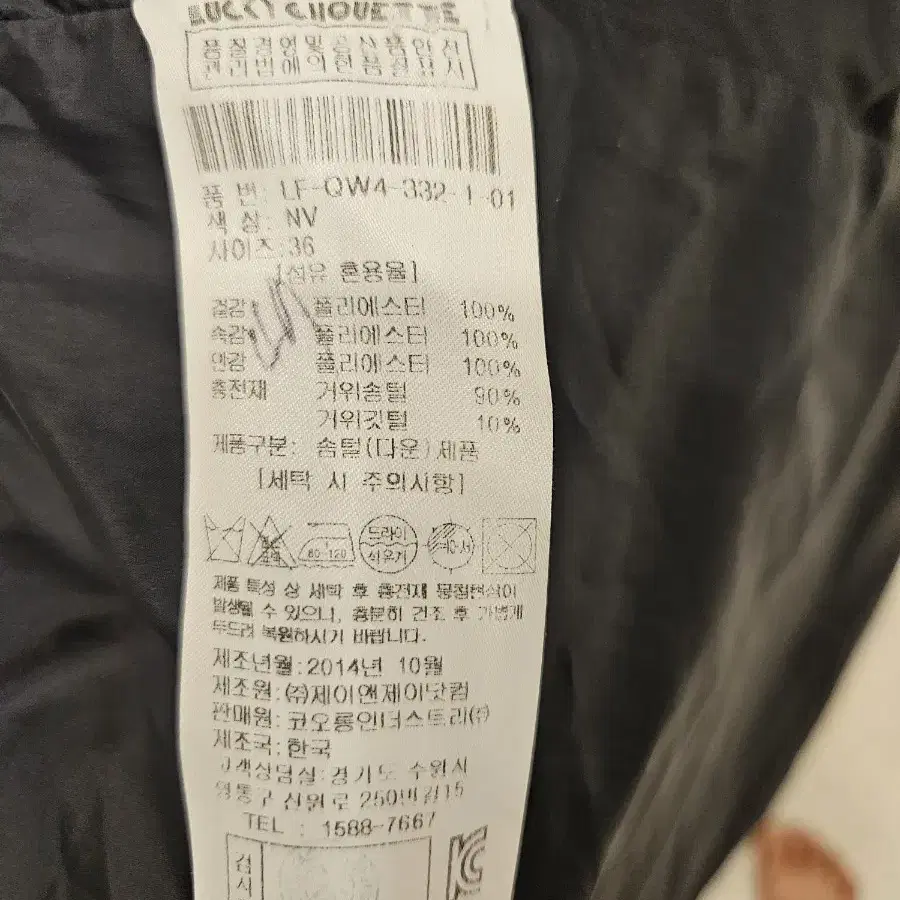 LUCKY CHOUETTE
품질경영및공산품안전
관리법에의한품질표시
품 번: LF-QW4-332-1-01
색 상: NV
사이즈:36
[섬유 혼용율]
겉감 폴리에스터 100%
속감 폴리에스터 100%
안감 폴리에스터 100%
충전재 거위솜털 90%
거위깃털 10%
제품구분: 솜털(다운)제품
[세탁 시 주의사항]
80-120
드라이
석유계
제품 특성 상 세탁 후 충전재 뭉침현상이
발생될 수 있으니, 충분히 건조 후 가볍게
두드려 복원하시기 바랍니다.
제조년월:2014년 10월
제조원:㈜제이앤제이닷컴
판매원:코오롱인더스트리㈜
제조국:한국
고객상담실:경기도 수원시
영통구 신원로 250번길15
TEL : 1588-7667
검
사